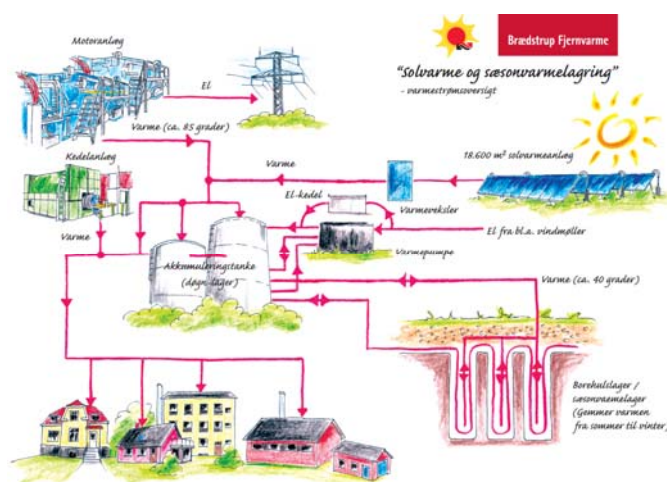 Motoranlæg
El
Brædstrup Fjernvarme
"Solvarme og sæsonvarmelagring"
- varmestrømsoversigt
Varme (ca. 85 grader)
Kedelanlæg
Varme
18.600 m² solvarmeanlæg
El-kedel
Varmeveksler
Varme
El fra bl.a. vindmøller
Varmepumpe
Akkumuleringstanke
(døgn lager)
Varme (ca. 40 grader)
Borehulslager /
sæsonvaemelager
(Gemmer varmen
fra sommer til vinter)